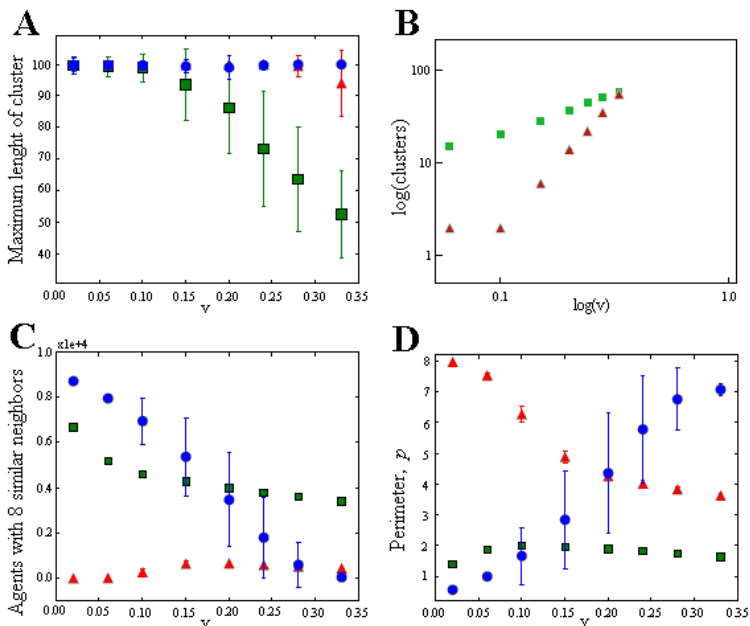 A
Maximum lenght of cluster
100
90
80
70
60
50
40
0.00 0.05 0.10 0.15 0.20 0.25 0.30 0.35
v
B
log(clusters)
100
10
1
0.1 1.0
log(v)
C
x1e+4
Agents with 8 similar neighbors
1.0
0.8
0.6
0.4
0.2
0.0
0.00 0.05 0.10 0.15 0.20 0.25 0.30 0.35
v
D
Perimeter, p
8
7
6
5
4
3
2
1
0.00 0.05 0.10 0.15 0.20 0.25 0.30 0.35
v